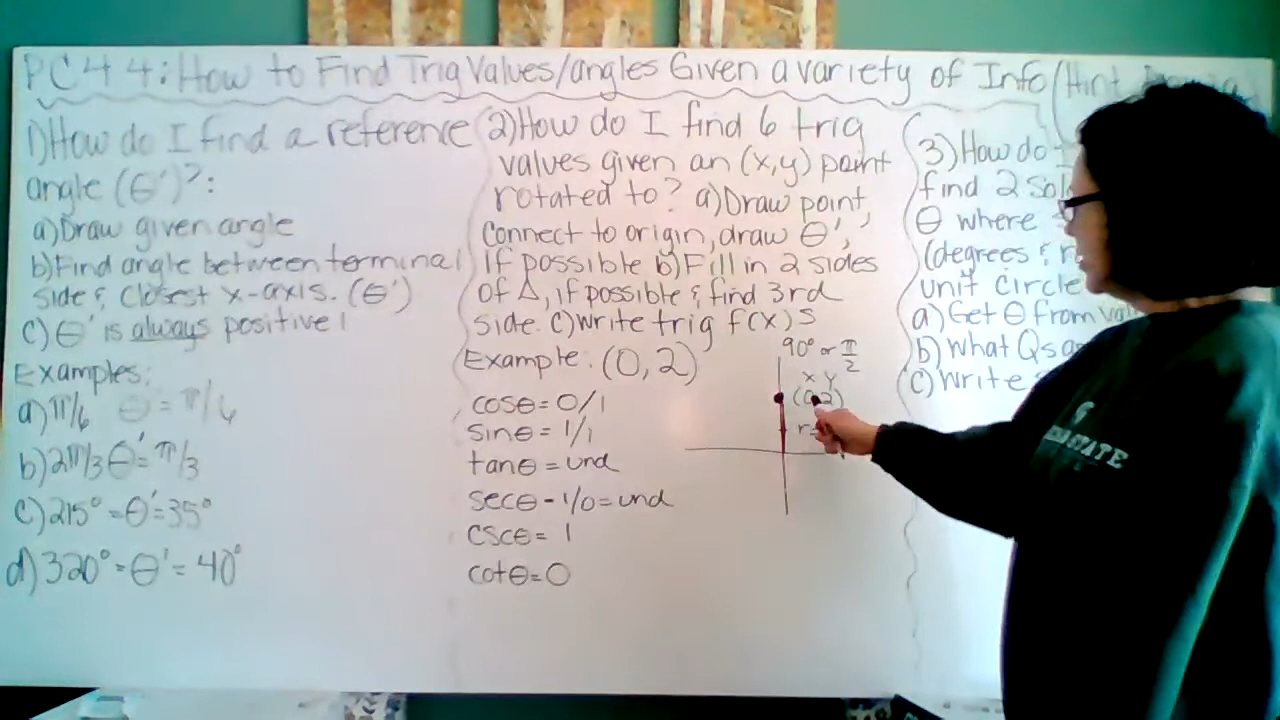 PC 4 4: How to Find Trig Values/angles Given a variety of Info (Hint
1) How do I find a reference
angle (θ')?:
a) Draw given angle
b) Find angle between terminal
side & closest x-axis. (θ')
c) θ' is always positive!
Examples:
a) π/6 θ = π/6
b) 2π/3 θ' = π/3
c) 215° = θ' = 35°
d) 320° = θ' = 40°
2) How do I find 6 trig
values given an (x,y) point
rotated to? a) Draw point,
connect to origin, draw θ',
if possible b) Fill in 2 sides
of Δ, if possible & find 3rd
side. c) Write trig f(x)s
Example: (0, 2)
cosθ = 0/1
sinθ = 1/1
tanθ = und
secθ - 1/0 = und
cscθ = 1
cotθ = 0
90° or π/2
x y
(0,2)
r
3) How do
find 2
θ where
(degrees &
unit circle
a) Get θ from
b) What Qs
c) Write
STATE